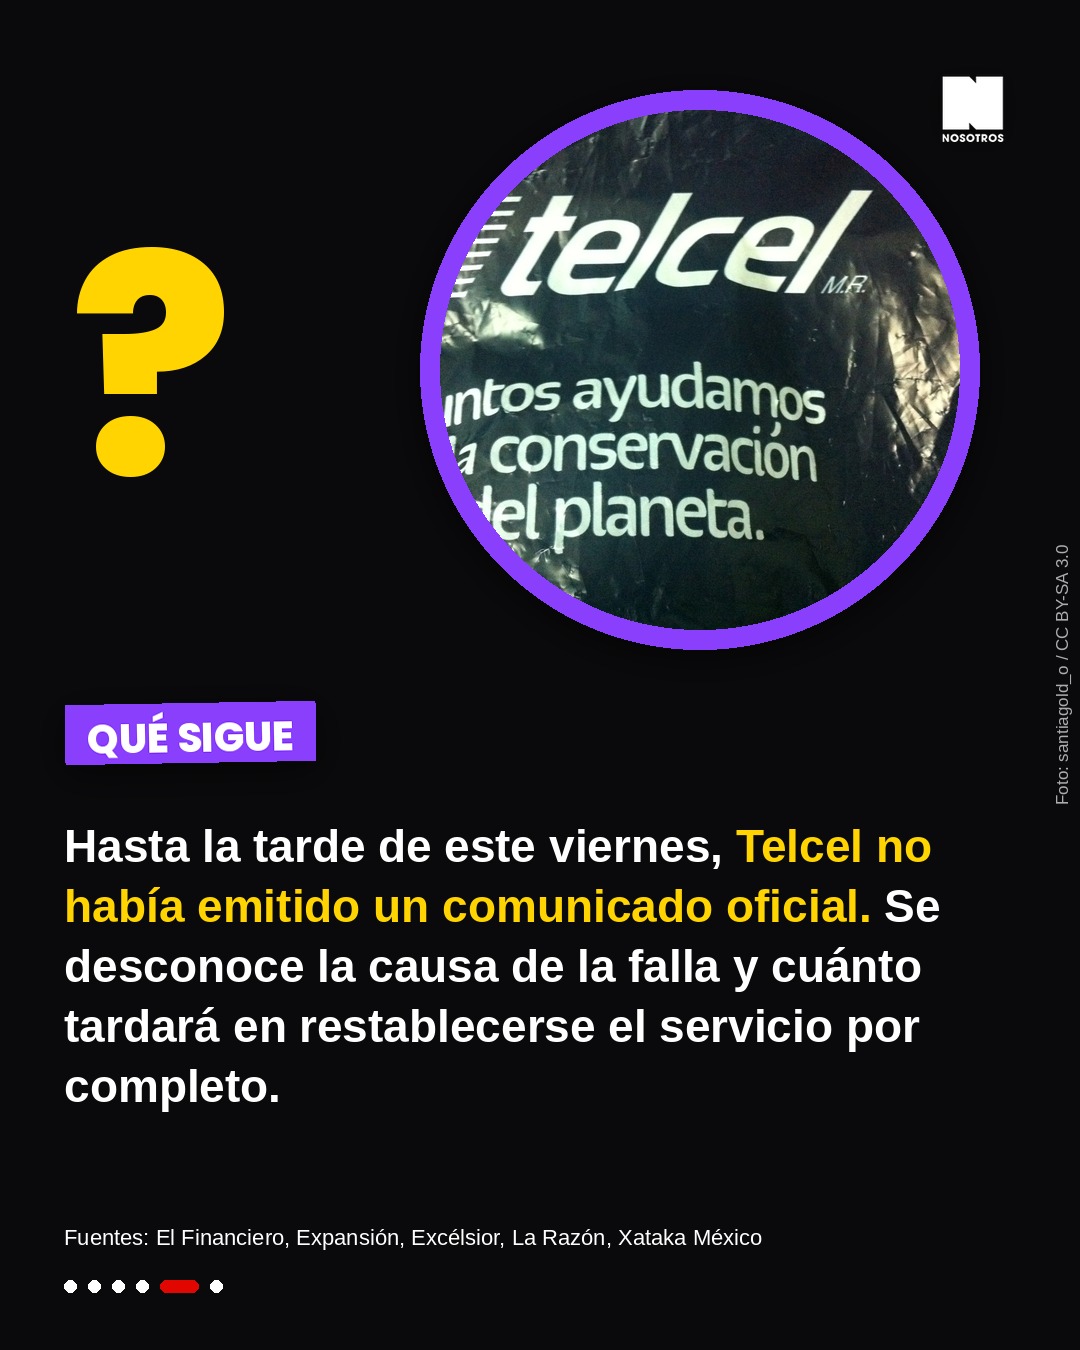 NOSOTROS
telcel
M.R.
ntos ayudamos
a conservación
del planeta.
?
QUÉ SIGUE
Hasta la tarde de este viernes, Telcel no
había emitido un comunicado oficial. Se
desconoce la causa de la falla y cuánto
tardará en restablecerse el servicio por
completo.
Fuentes: El Financiero, Expansión, Excélsior, La Razón, Xataka México
Foto: santiagold_o / CC BY-SA 3.0